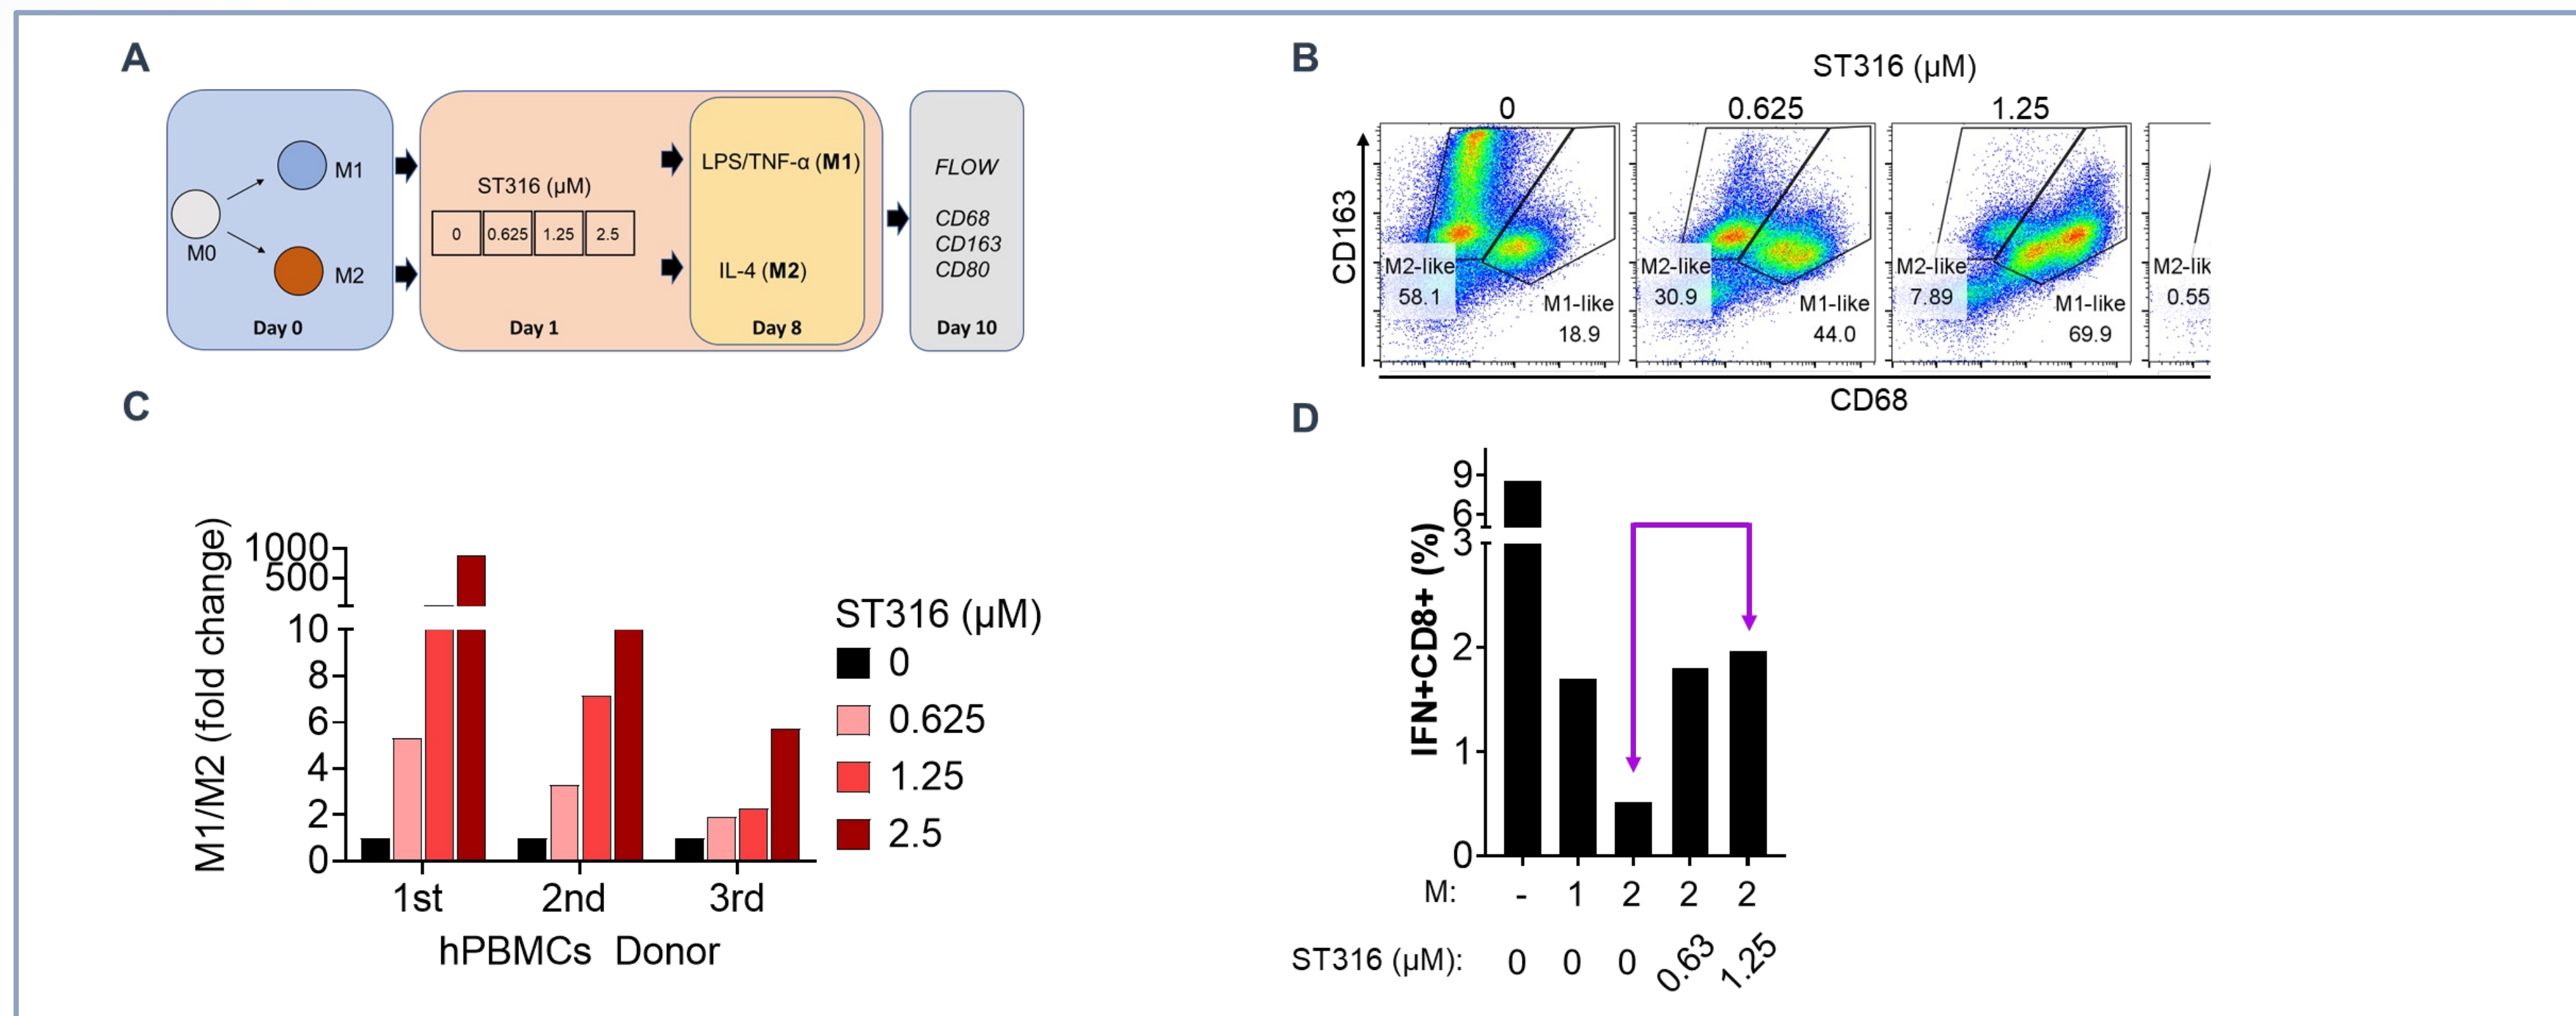 A
M0
M1
M2
Day 0
ST316 (µM)
0 0.625 1.25 2.5
Day 1
LPS/TNF-α (M1)
IL-4 (M2)
Day 8
FLOW
CD68
CD163
CD80
Day 10
B
ST316 (µM)
0 0.625 1.25
CD163
M2-like
58.1
M1-like
18.9
M2-like
30.9
M1-like
44.0
M2-like
7.89
M1-like
69.9
M2-lik
0.55
CD68
C
M1/M2 (fold change)
1000
500
10
8
6
4
2
0
1st 2nd 3rd
hPBMCs Donor
ST316 (µM)
0
0.625
1.25
2.5
D
IFN+CD8+ (%)
9
6
3
2
1
0
M: - 1 2 2 2
ST316 (µM): 0 0 0 0.63 1.25